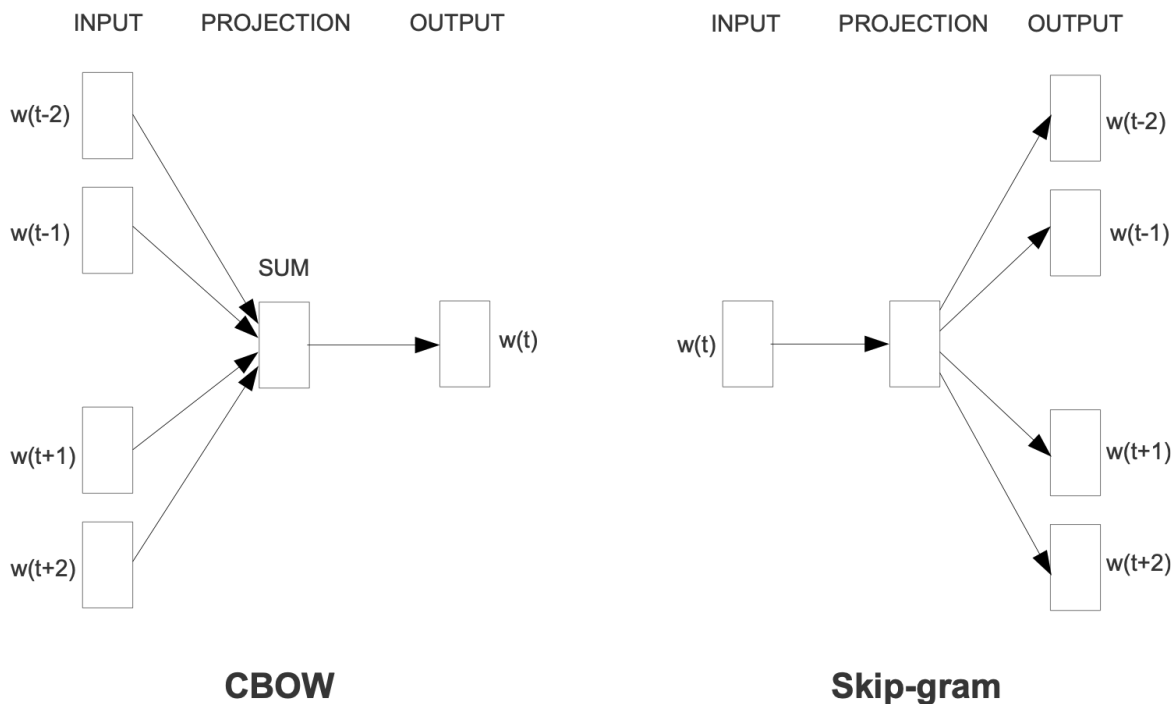 INPUT PROJECTION OUTPUT
w(t-2)
w(t-1)
SUM
w(t)
w(t+1)
w(t+2)
CBOW
INPUT PROJECTION OUTPUT
w(t-2)
w(t-1)
w(t)
w(t+1)
w(t+2)
Skip-gram